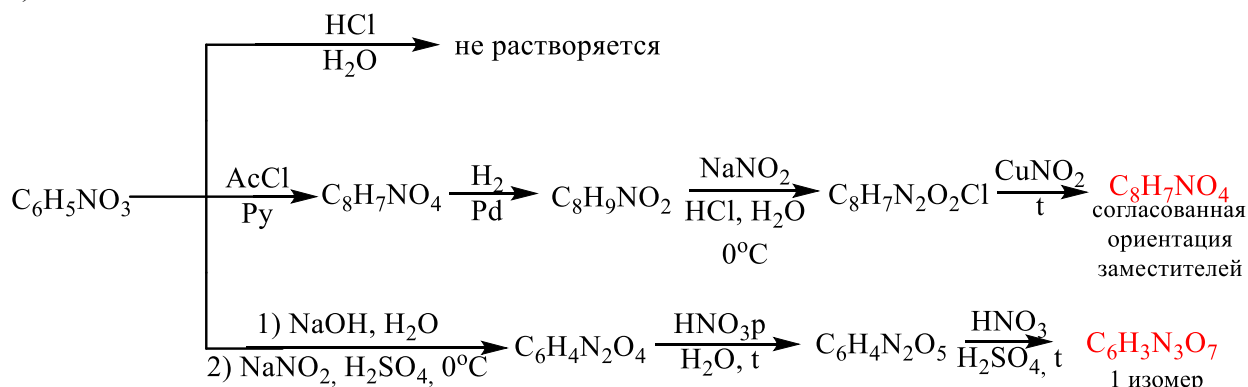 HCl
H₂O
не растворяется
C₆H₅NO₃
AcCl
Py
C₈H₇NO₄
H₂
Pd
C₈H₉NO₂
NaNO₂
HCl, H₂O
0°C
C₈H₇N₂O₂Cl
CuNO₂
t
C₈H₇NO₄
согласованная
ориентация
заместителей
1) NaOH, H₂O
2) NaNO₂, H₂SO₄, 0°C
C₆H₄N₂O₄
HNO₃р
H₂O, t
C₆H₄N₂O₅
HNO₃
H₂SO₄, t
C₆H₃N₃O₇
1 изомер